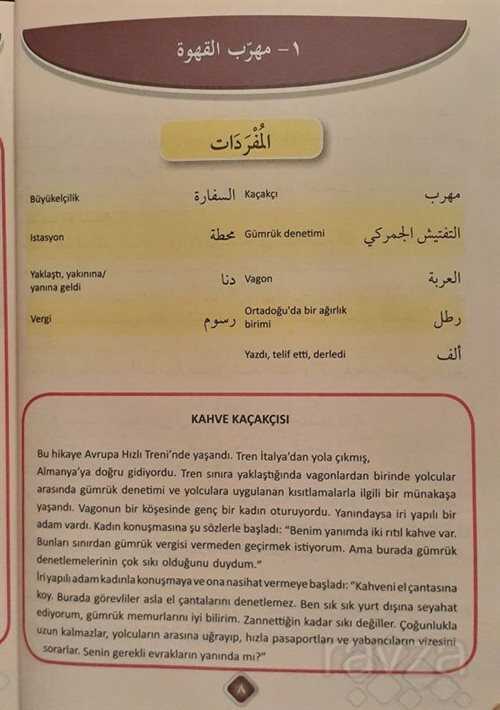 ١- مهرّب القهوة
المُفْرَدَات
مهرب Kaçakçı السفارة Büyükelçilik
التفتيش الجمركي Gümrük denetimi محطة İstasyon
العربة Vagon دنا Yaklaştı, yakınına/
yanına geldi
رطل Ortadoğu'da bir ağırlık
birimi رسوم Vergi
ألف Yazdı, telif etti, derledi
KAHVE KAÇAKÇISI
Bu hikaye Avrupa Hızlı Treni'nde yaşandı. Tren İtalya'dan yola çıkmış,
Almanya'ya doğru gidiyordu. Tren sınıra yaklaştığında vagonlardan birinde yolcular
arasında gümrük denetimi ve yolculara uygulanan kısıtlamalarla ilgili bir münakaşa
yaşandı. Vagonun bir köşesinde genç bir kadın oturuyordu. Yanındaysa iri yapılı bir
adam vardı. Kadın konuşmasına şu sözlerle başladı: "Benim yanımda iki rıtıl kahve var.
Bunları sınırdan gümrük vergisi vermeden geçirmek istiyorum. Ama burada gümrük
denetlemelerinin çok sıkı olduğunu duydum."
İri yapılı adam kadınla konuşmaya ve ona nasihat vermeye başladı: "Kahveni el çantasına
koy. Burada görevliler asla el çantalarını denetlemez. Ben sık sık yurt dışına seyahat
ediyorum, gümrük memurlarını iyi bilirim. Zannettiğin kadar sıkı değiller. Çoğunlukla
uzun kalmazlar, yolcuların arasına uğrayıp, hızla pasaportları ve yabancıların vizesini
sorarlar. Senin gerekli evrakların yanında mı?"
٨
ravza